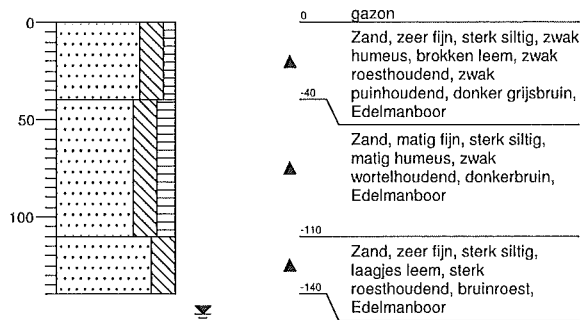 0
50
100
0 gazon
Zand, zeer fijn, sterk siltig, zwak
humeus, brokken leem, zwak
roesthoudend, zwak
puinhoudend, donker grijsbruin,
-40 Edelmanboor
Zand, matig fijn, sterk siltig,
matig humeus, zwak
wortelhoudend, donkerbruin,
Edelmanboor
-110
Zand, zeer fijn, sterk siltig,
laagjes leem, sterk
roesthoudend, bruinroest,
-140 Edelmanboor